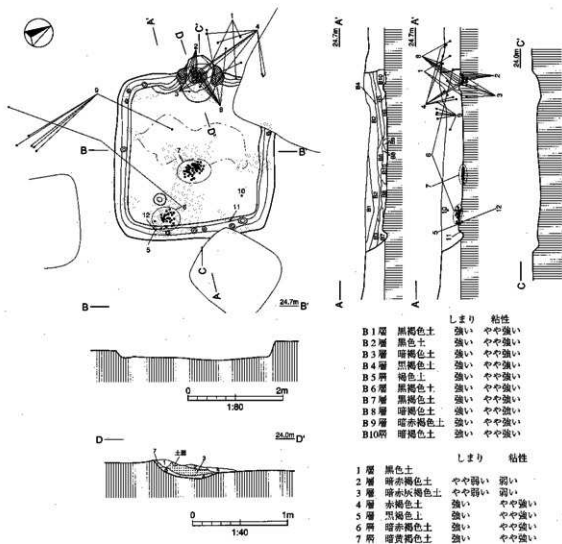 A'
D
C'
1
4
9
B
B'
7
10
12
11
5
C
A
B
24.7m
B'
0
2m
1:80
D
24.0m
D'
7
土器
3
0
1m
1:40
24.7m
A'
24.7m
A'
24.0m
C'
A
A
C
しまり 粘性
B1層 黒褐色土 強い やや強い
B2層 黒色土 強い やや強い
B3層 暗褐色土 強い やや強い
B4層 黒褐色土 強い やや強い
B5層 褐色土 強い やや強い
B6層 黒褐色土 強い やや強い
B7層 黒褐色土 強い やや強い
B8層 暗褐色土 強い やや強い
B9層 暗赤褐色土 強い やや強い
B10層 暗褐色土 強い やや強い
しまり 粘性
1層 黒色土
2層 暗赤褐色土 やや弱い 弱い
3層 暗赤灰褐色土 やや弱い 弱い
4層 赤褐色土 強い やや強い
5層 黒褐色土 強い やや強い
6層 暗赤褐色土 強い やや強い
7層 暗黄褐色土 強い やや強い